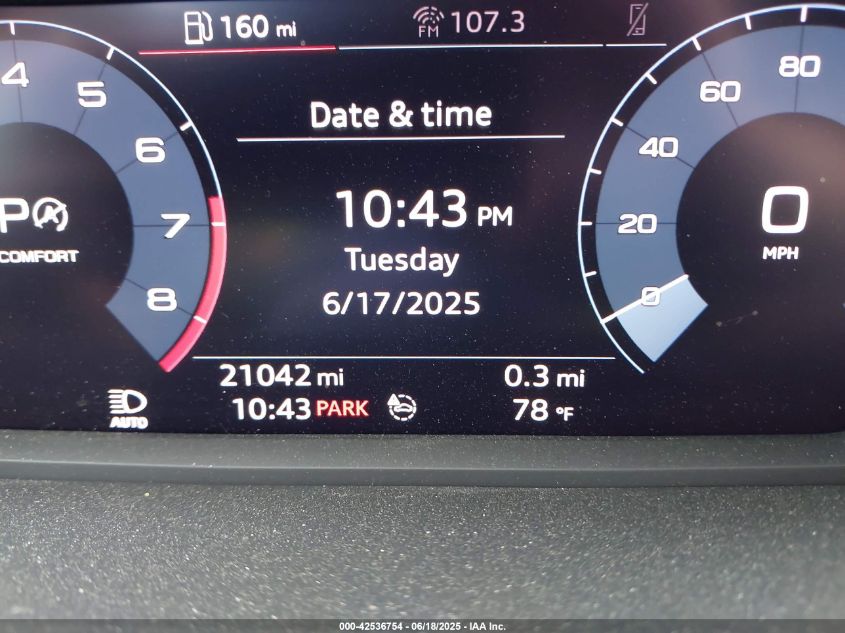 160 mi
FM 107.3
4
5
6
7
8
P A
COMFORT
Date & time
10:43 PM
Tuesday
6/17/2025
80
60
40
20
0
0
MPH
21042 mi
0.3 mi
AUTO
10:43 PARK
78 °F
000-42536754 - 06/18/2025 - IAA Inc.